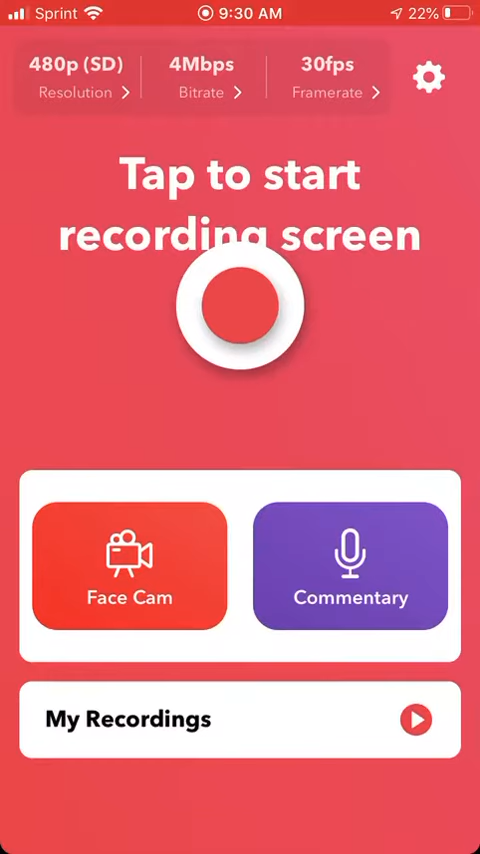 Sprint 9:30 AM 22%
480p (SD) 4Mbps 30fps
Resolution Bitrate Framerate
Tap to start
recording screen
Face Cam Commentary
My Recordings